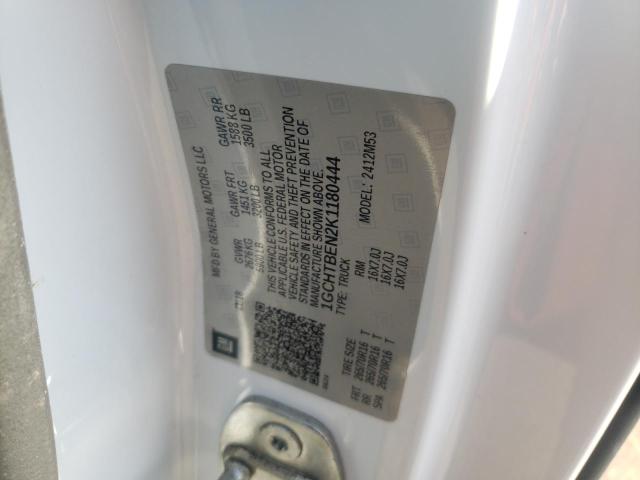 GM
MFD BY GENERAL MOTORS LLC
12/18 GVWR GAWR FRT GAWR RR
2676 KG 1451 KG 1588 KG
5900 LB 3200 LB 3500 LB
THIS VEHICLE CONFORMS TO ALL
APPLICABLE U.S. FEDERAL MOTOR
VEHICLE SAFETY AND THEFT PREVENTION
STANDARDS IN EFFECT ON THE DATE OF
MANUFACTURE SHOWN ABOVE.
1GCHTBEN2K1180444
TYPE: TRUCK MODEL: 2412M53
TIRE SIZE RIM
FRT 265/70R16 T 16X7.0J
RR 265/70R16 T 16X7.0J
SPA 265/70R16 T 16X7.0J